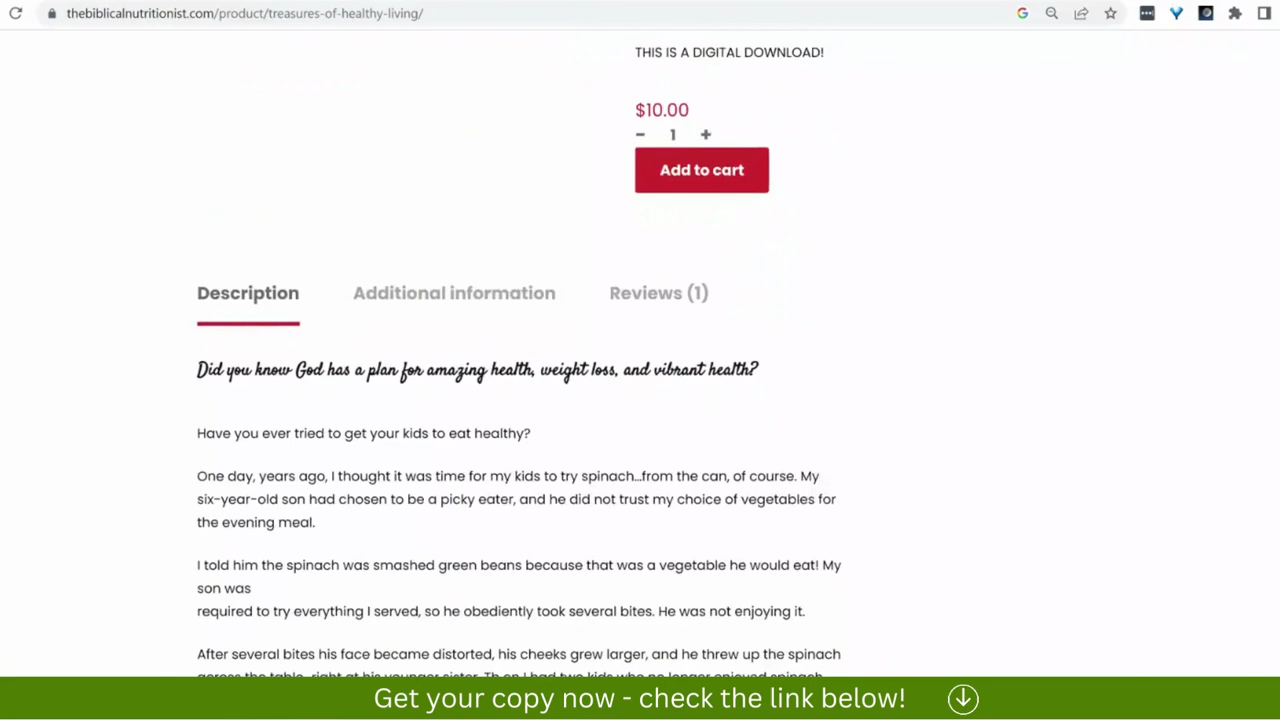 thebiblicalnutritionist.com/product/treasures-of-healthy-living/
THIS IS A DIGITAL DOWNLOAD!
$10.00
- 1 +
Add to cart
Description Additional information Reviews (1)
Did you know God has a plan for amazing health, weight loss, and vibrant health?
Have you ever tried to get your kids to eat healthy?
One day, years ago, I thought it was time for my kids to try spinach...from the can, of course. My
six-year-old son had chosen to be a picky eater, and he did not trust my choice of vegetables for
the evening meal.
I told him the spinach was smashed green beans because that was a vegetable he would eat! My
son was
required to try everything I served, so he obediently took several bites. He was not enjoying it.
After several bites his face became distorted, his cheeks grew larger, and he threw up the spinach
Get your copy now - check the link below!